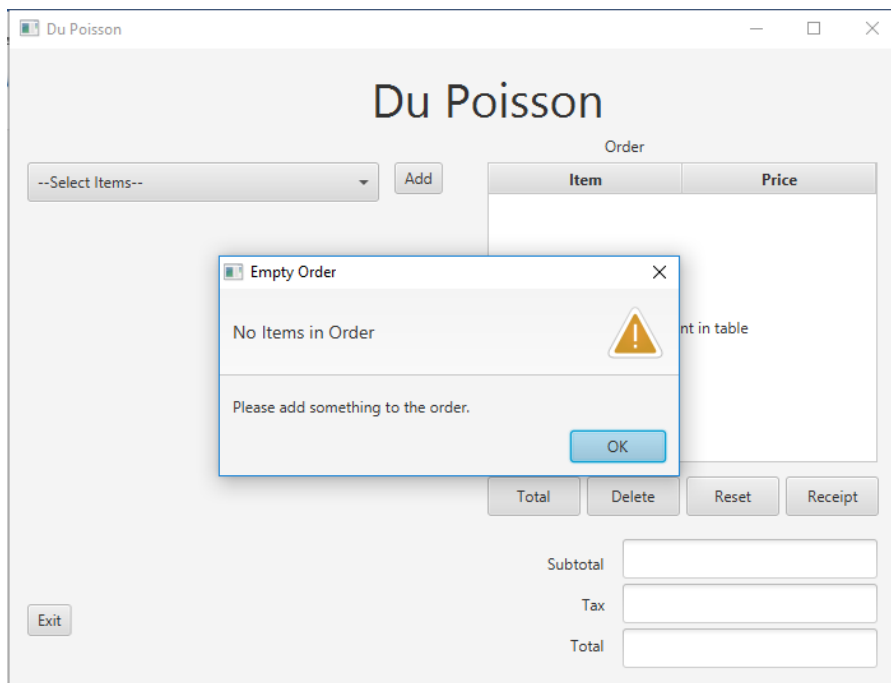 Du Poisson
Du Poisson
Order
--Select Items--
Add
Item Price
Empty Order
No Items in Order
in table
Please add something to the order.
OK
Total Delete Reset Receipt
Subtotal
Tax
Total
Exit